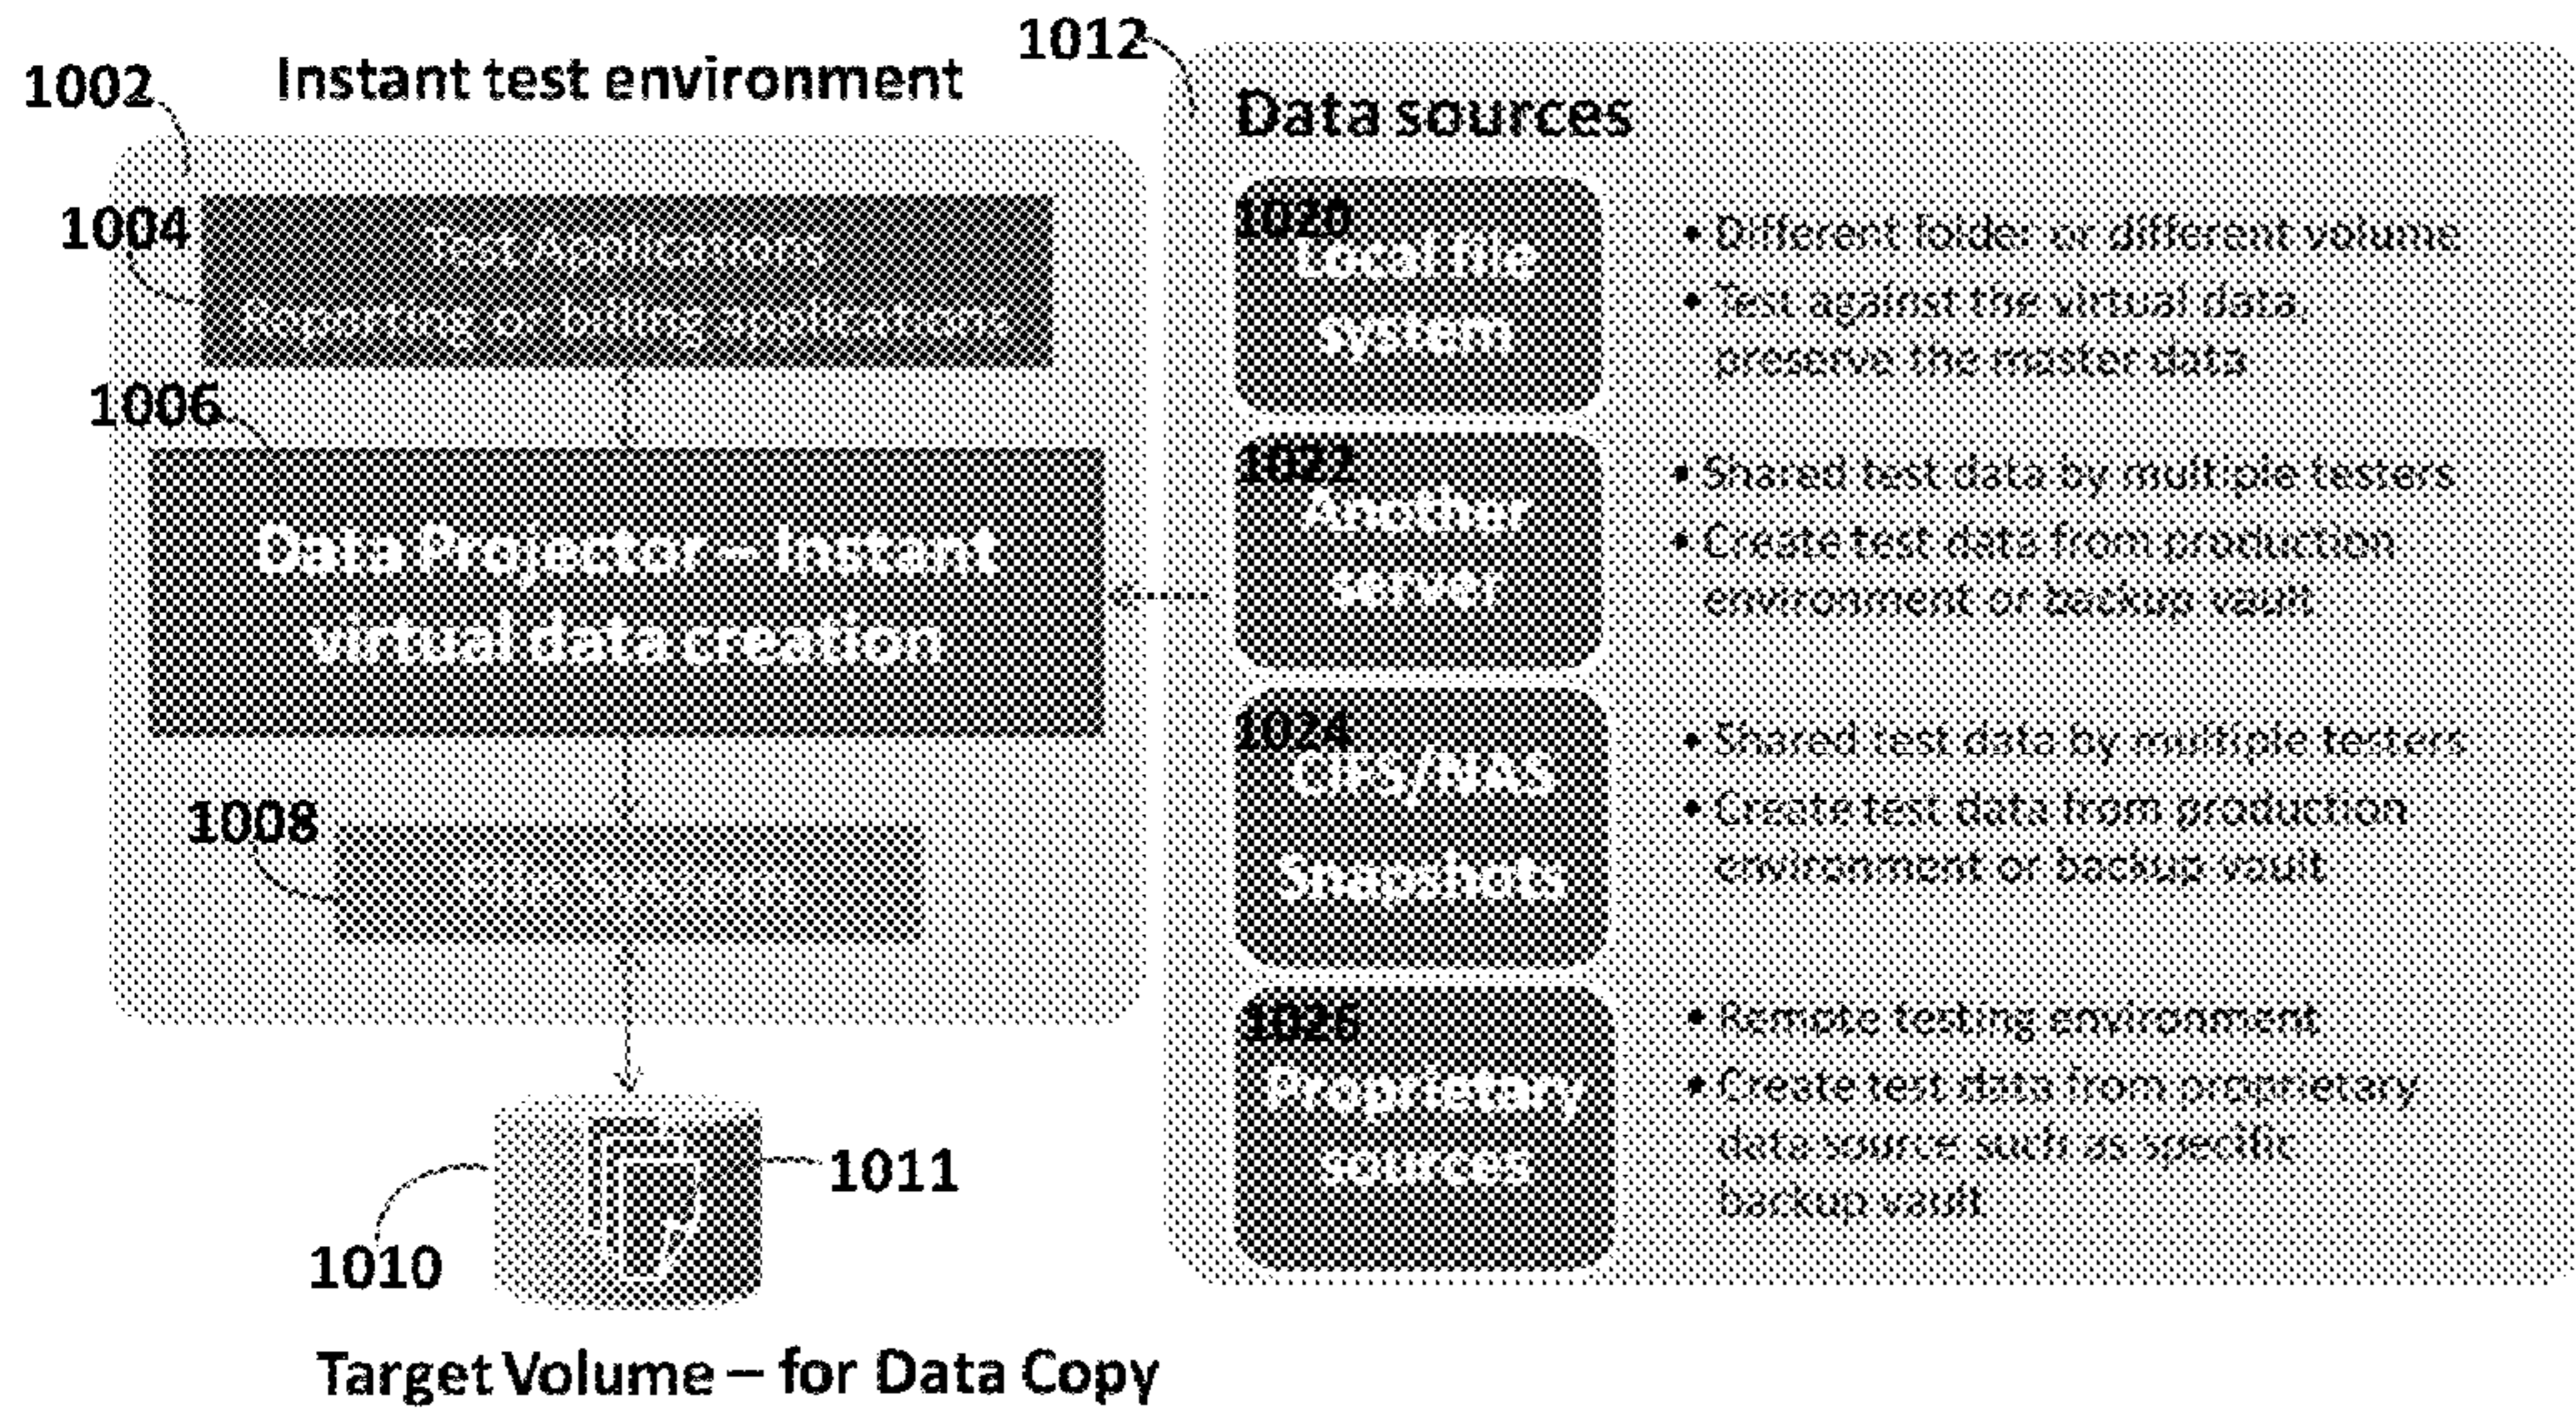 1002
Instant test environment
1004
Test Applications
Reporting or billing applications
1006
Data Projector – Instant
virtual data creation
1008
File System
1010
1011
Target Volume – for Data Copy
1012
Data sources
1020
Local file
system
• Different folder or different volume
• Test against the virtual data,
preserve the master data
1022
Another
server
• Shared test data by multiple testers
• Create test data from production
environment or backup vault
1024
CIFS/NAS
Snapshots
• Shared test data by multiple testers
• Create test data from production
environment or backup vault
1026
Proprietary
sources
• Remote testing environment
• Create test data from proprietary
data source such as specific
backup vault